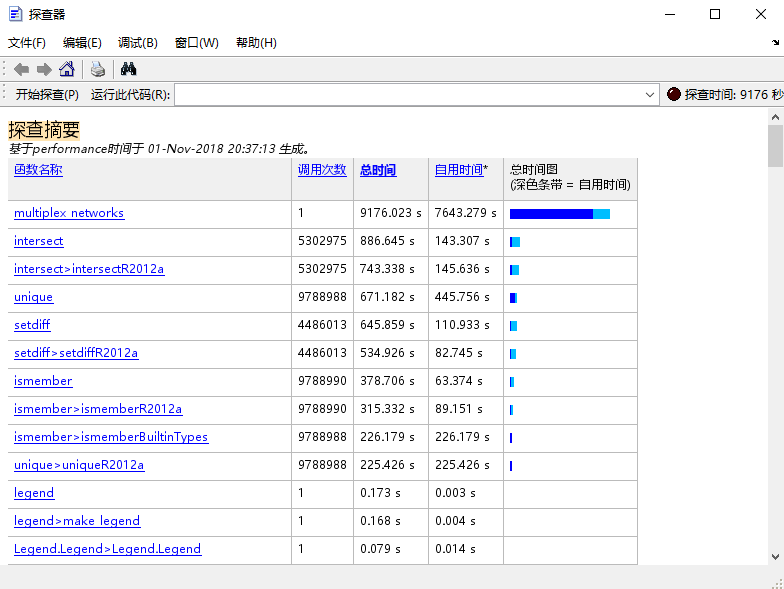 探查器
文件(F) 编辑(E) 调试(B) 窗口(W) 帮助(H)
开始探查(P) 运行此代码(R): 探查时间: 9176 秒
探查摘要
基于performance时间于 01-Nov-2018 20:37:13 生成。
函数名称 调用次数 总时间 自用时间* 总时间图
(深色条带 = 自用时间)
multiplex networks 1 9176.023 s 7643.279 s
intersect 5302975 886.645 s 143.307 s
intersect>intersectR2012a 5302975 743.338 s 145.636 s
unique 9788988 671.182 s 445.756 s
setdiff 4486013 645.859 s 110.933 s
setdiff>setdiffR2012a 4486013 534.926 s 82.745 s
ismember 9788990 378.706 s 63.374 s
ismember>ismemberR2012a 9788990 315.332 s 89.151 s
ismember>ismemberBuiltinTypes 9788988 226.179 s 226.179 s
unique>uniqueR2012a 9788988 225.426 s 225.426 s
legend 1 0.173 s 0.003 s
legend>make legend 1 0.168 s 0.004 s
Legend.Legend>Legend.Legend 1 0.079 s 0.014 s